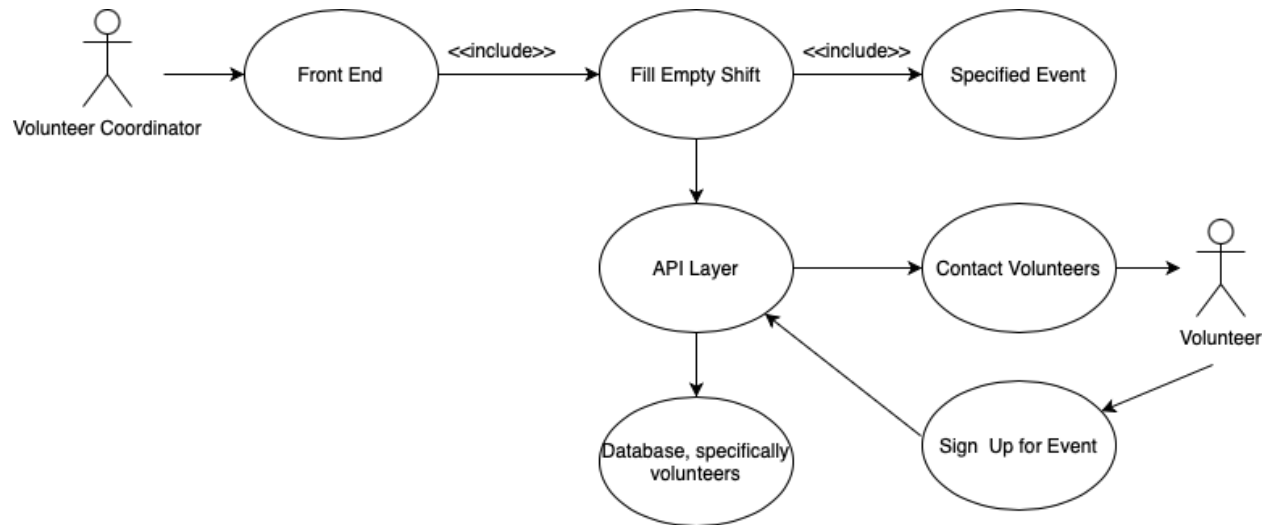 <<include>>
<<include>>
Front End
Fill Empty Shift
Specified Event
Volunteer Coordinator
API Layer
Contact Volunteers
Volunteer
Sign Up for Event
Database, specifically
volunteers